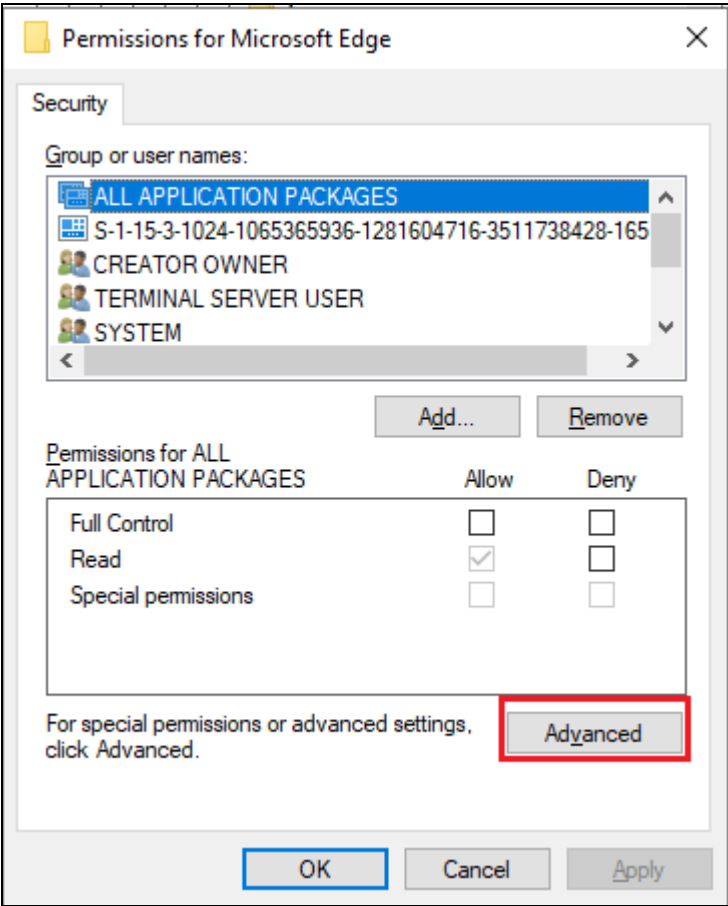 Permissions for Microsoft Edge
Security
Group or user names:
ALL APPLICATION PACKAGES
S-1-15-3-1024-1065365936-1281604716-3511738428-165
CREATOR OWNER
TERMINAL SERVER USER
SYSTEM
Add... Remove
Permissions for ALL
APPLICATION PACKAGES Allow Deny
Full Control
Read
Special permissions
For special permissions or advanced settings,
click Advanced.
Advanced
OK Cancel Apply